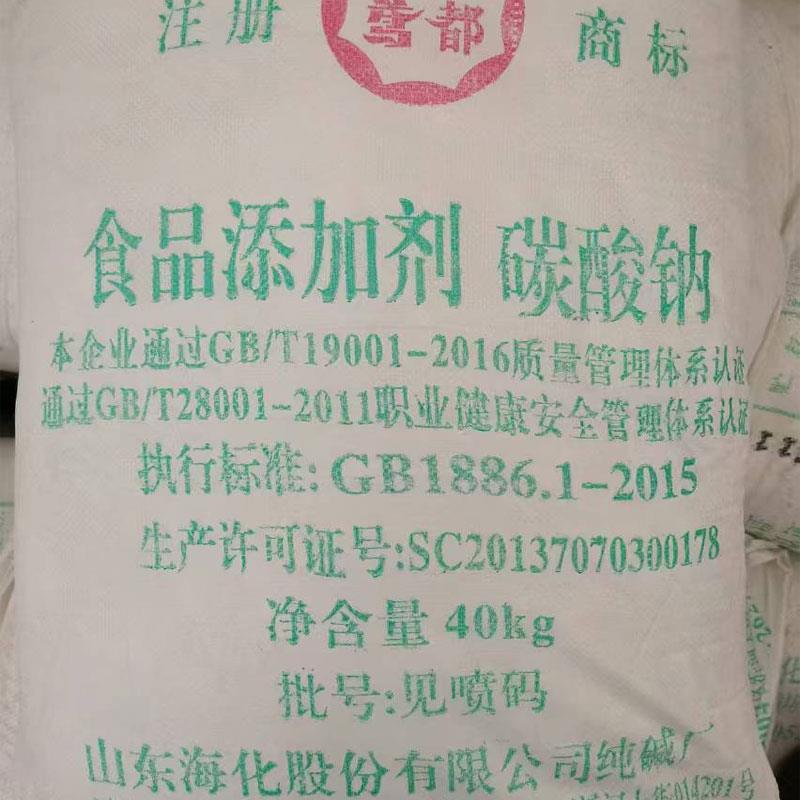 注册 鸢都 商标
食品添加剂 碳酸钠
本企业通过GB/T19001-2016质量管理体系认证
通过GB/T28001-2011职业健康安全管理体系认证
执行标准:GB1886.1-2015
生产许可证号:SC20137070300178
净含量 40kg
批号:见喷码
山东海化股份有限公司纯碱厂